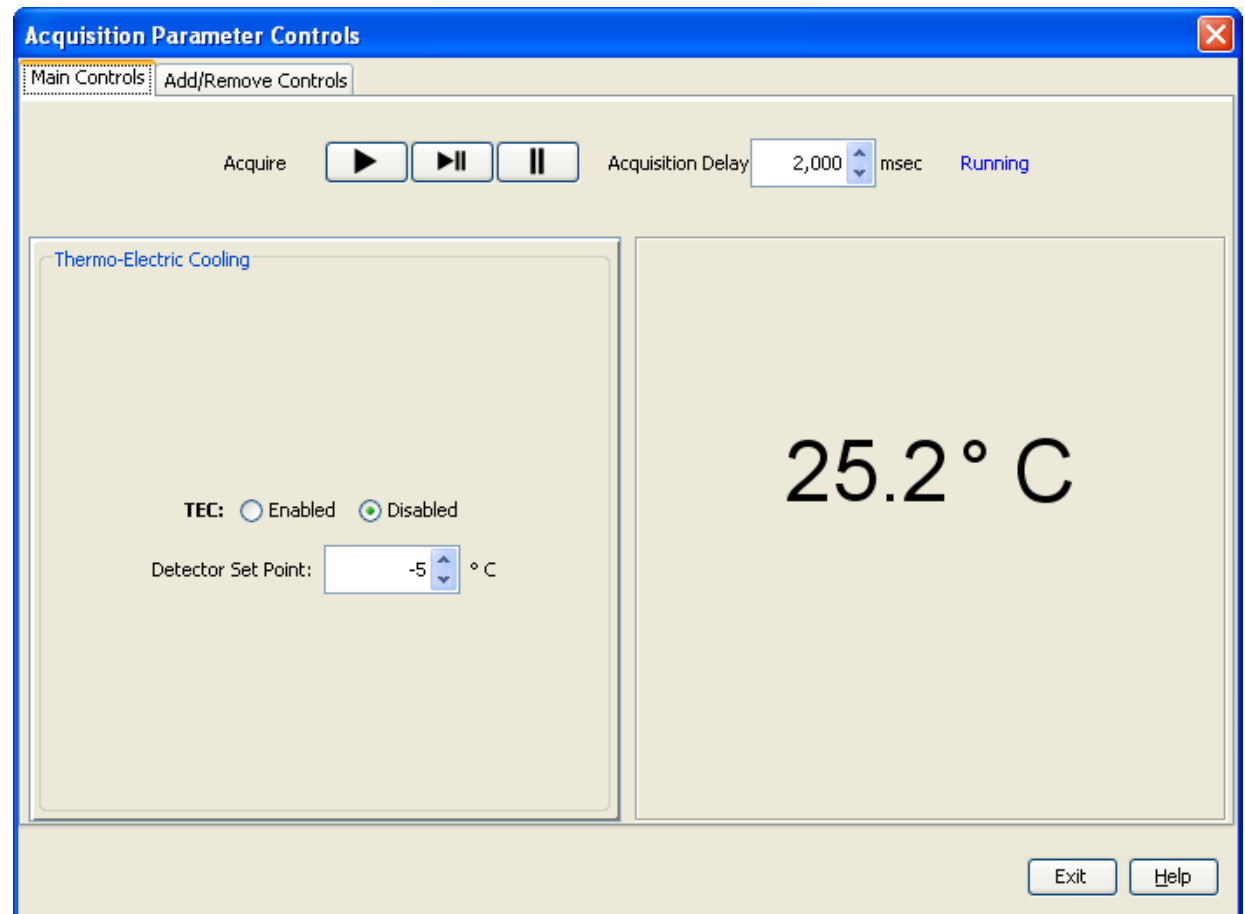 Acquisition Parameter Controls
Main Controls Add/Remove Controls
Acquire Acquisition Delay 2,000 msec Running
Thermo-Electric Cooling
25.2° C
TEC: Enabled Disabled
Detector Set Point: -5 ° C
Exit Help